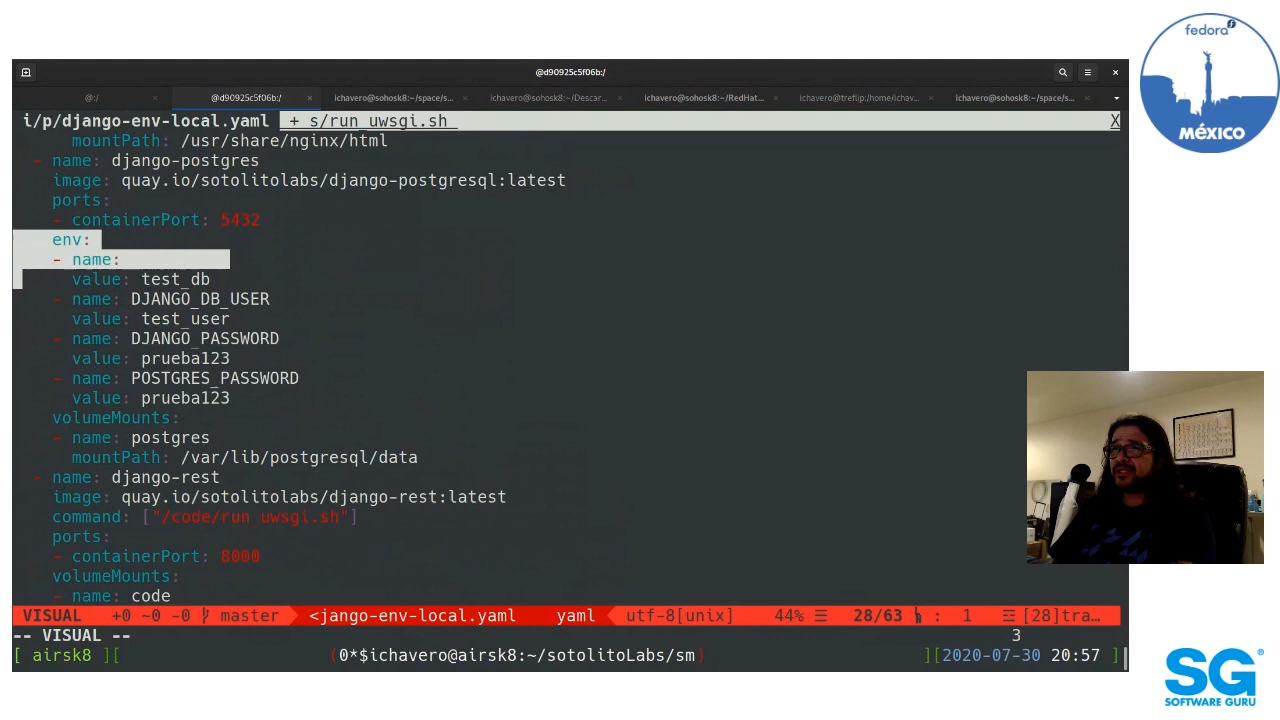 fedora
MÉXICO
@d90925c5f06b:/
@:/
@d90925c5f06b:/
ichavero@sohosk8:~/space/s...
ichavero@sohosk8:~/Descar...
ichavero@sohosk8:~/RedHat...
ichavero@treflip:/home/ichav...
ichavero@sohosk8:~/space/s...
i/p/django-env-local.yaml + s/run_uwsgi.sh X
mountPath: /usr/share/nginx/html
- name: django-postgres
image: quay.io/sotolitolabs/django-postgresql:latest
ports:
- containerPort: 5432
env:
- name:
value: test_db
- name: DJANGO_DB_USER
value: test_user
- name: DJANGO_PASSWORD
value: prueba123
- name: POSTGRES_PASSWORD
value: prueba123
volumeMounts:
- name: postgres
mountPath: /var/lib/postgresql/data
- name: django-rest
image: quay.io/sotolitolabs/django-rest:latest
command: ["/code/run_uwsgi.sh"]
ports:
- containerPort: 8000
volumeMounts:
- name: code
VISUAL +0 ~0 -0 master <jango-env-local.yaml yaml utf-8[unix] 44% ☰ 28/63 : 1 ☲ [28]tra…
-- VISUAL -- 3
[ airsk8 ][ (0*$ichavero@airsk8:~/sotolitoLabs/sm) ][2020-07-30 20:57 ]
SG®
SOFTWARE GURU